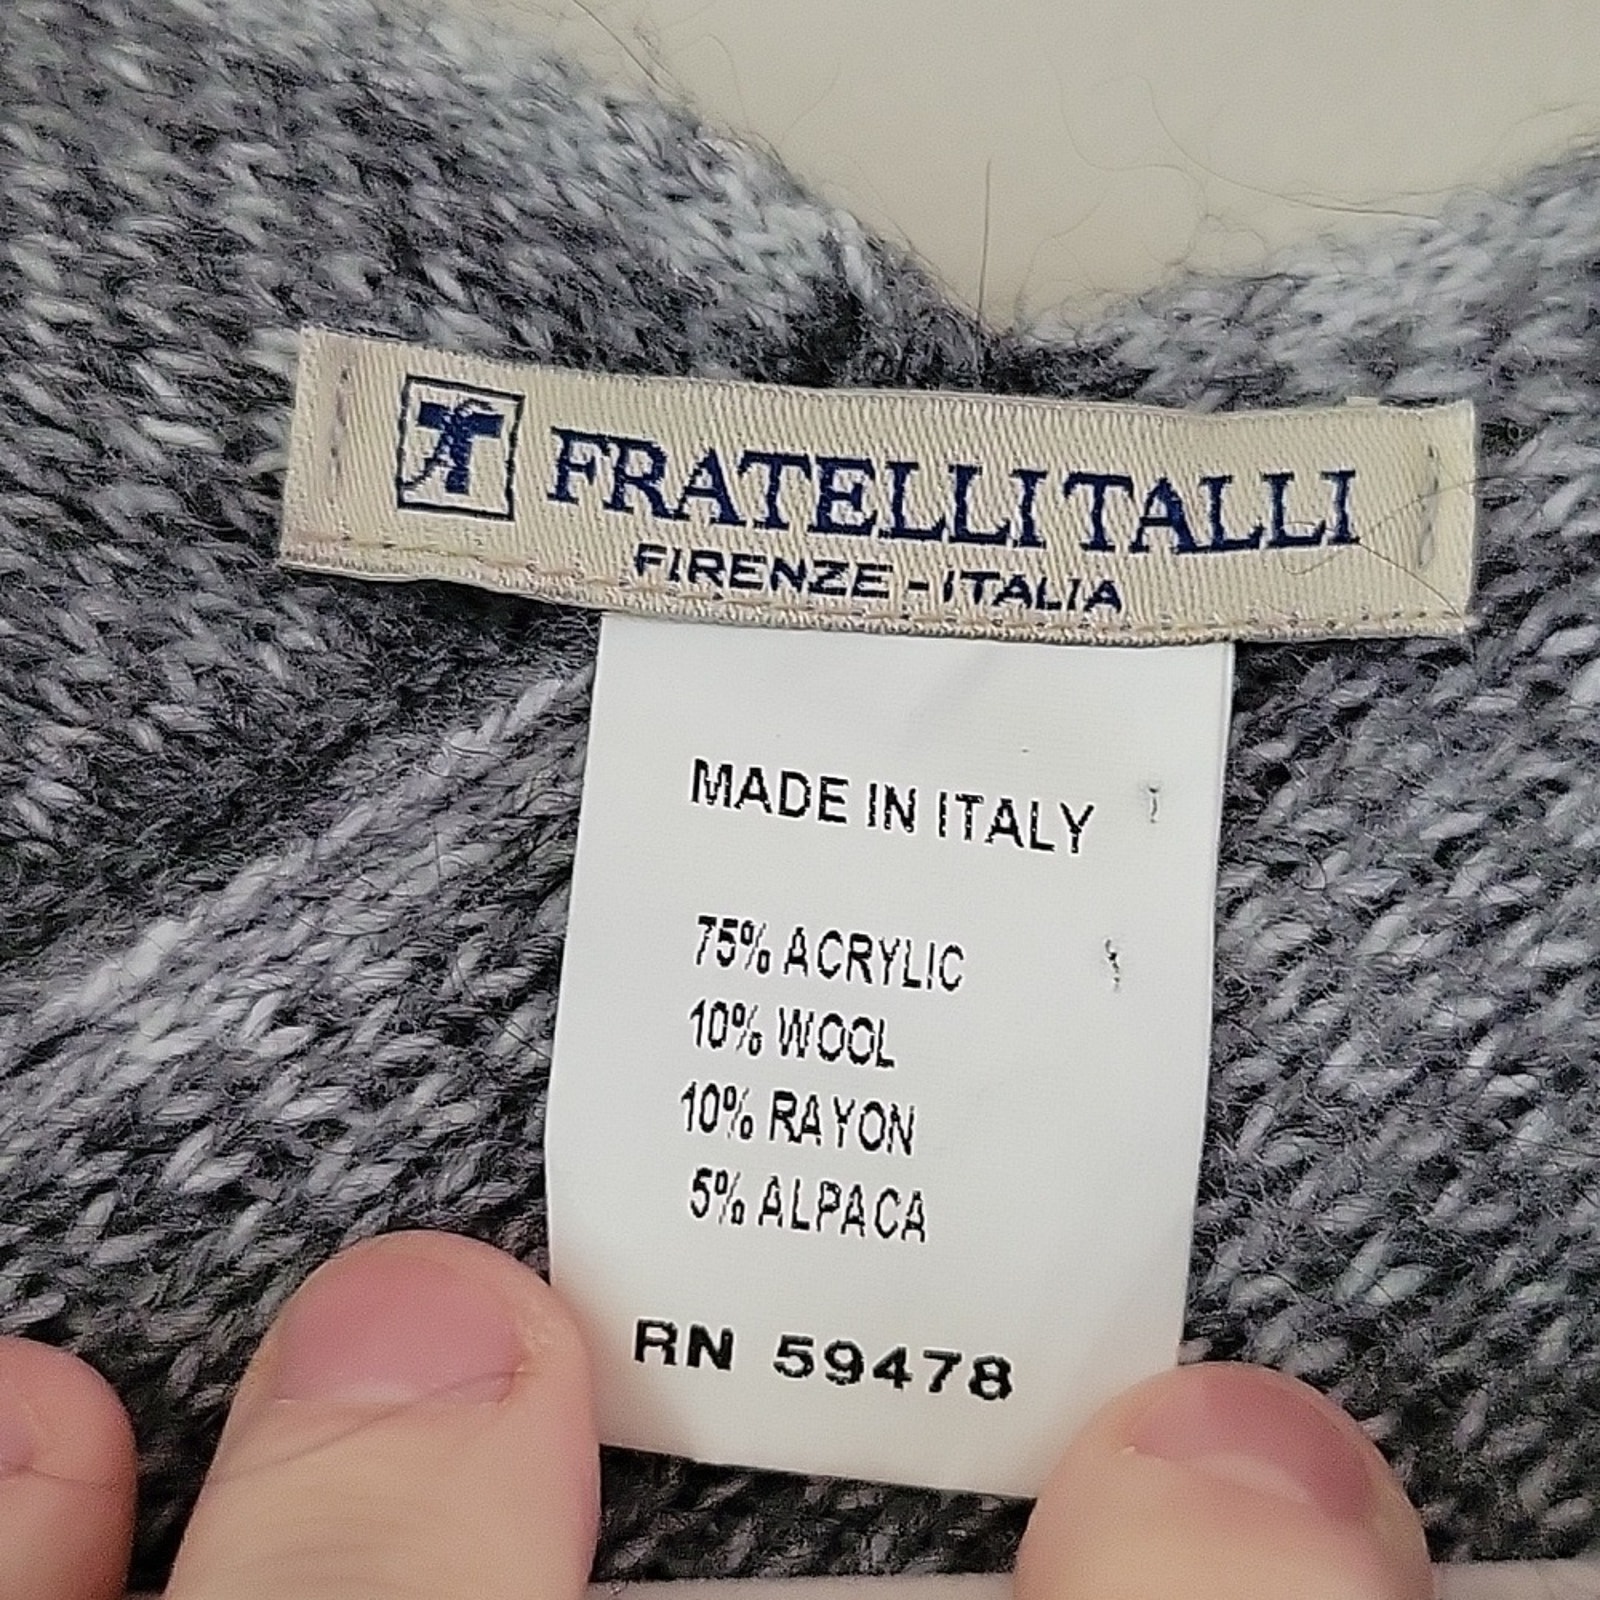 FRATELLI TALLI
FIRENZE - ITALIA
MADE IN ITALY
75% ACRYLIC
10% WOOL
10% RAYON
5% ALPACA
RN 59478